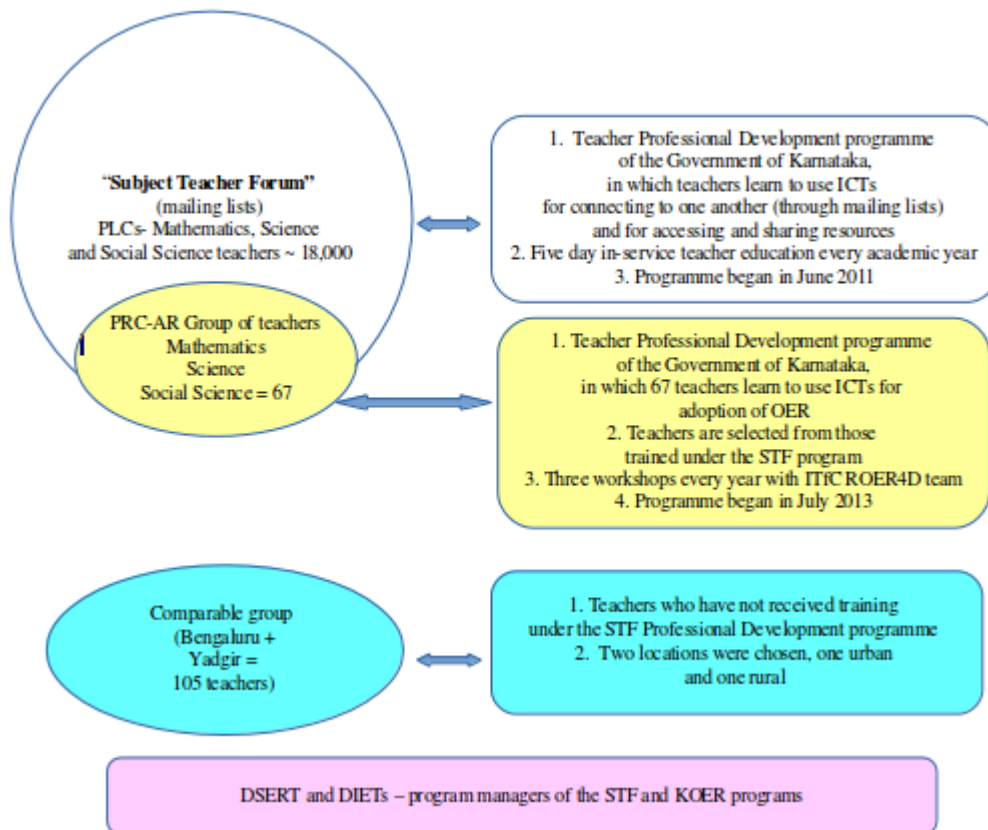 “Subject Teacher Forum”
(mailing lists)
PLCs- Mathematics, Science
and Social Science teachers ~ 18,000
1. Teacher Professional Development programme
of the Government of Karnataka,
in which teachers learn to use ICTs
for connecting to one another (through mailing lists)
and for accessing and sharing resources
2. Five day in-service teacher education every academic year
3. Programme began in June 2011
PRC-AR Group of teachers
Mathematics
Science
Social Science = 67
1. Teacher Professional Development programme
of the Government of Karnataka,
in which 67 teachers learn to use ICTs for
adoption of OER
2. Teachers are selected from those
trained under the STF program
3. Three workshops every year with ITfC ROER4D team
4. Programme began in July 2013
Comparable group
(Bengaluru +
Yadgir =
105 teachers)
1. Teachers who have not received training
under the STF Professional Development programme
2. Two locations were chosen, one urban
and one rural
DSERT and DIETs – program managers of the STF and KOER programs